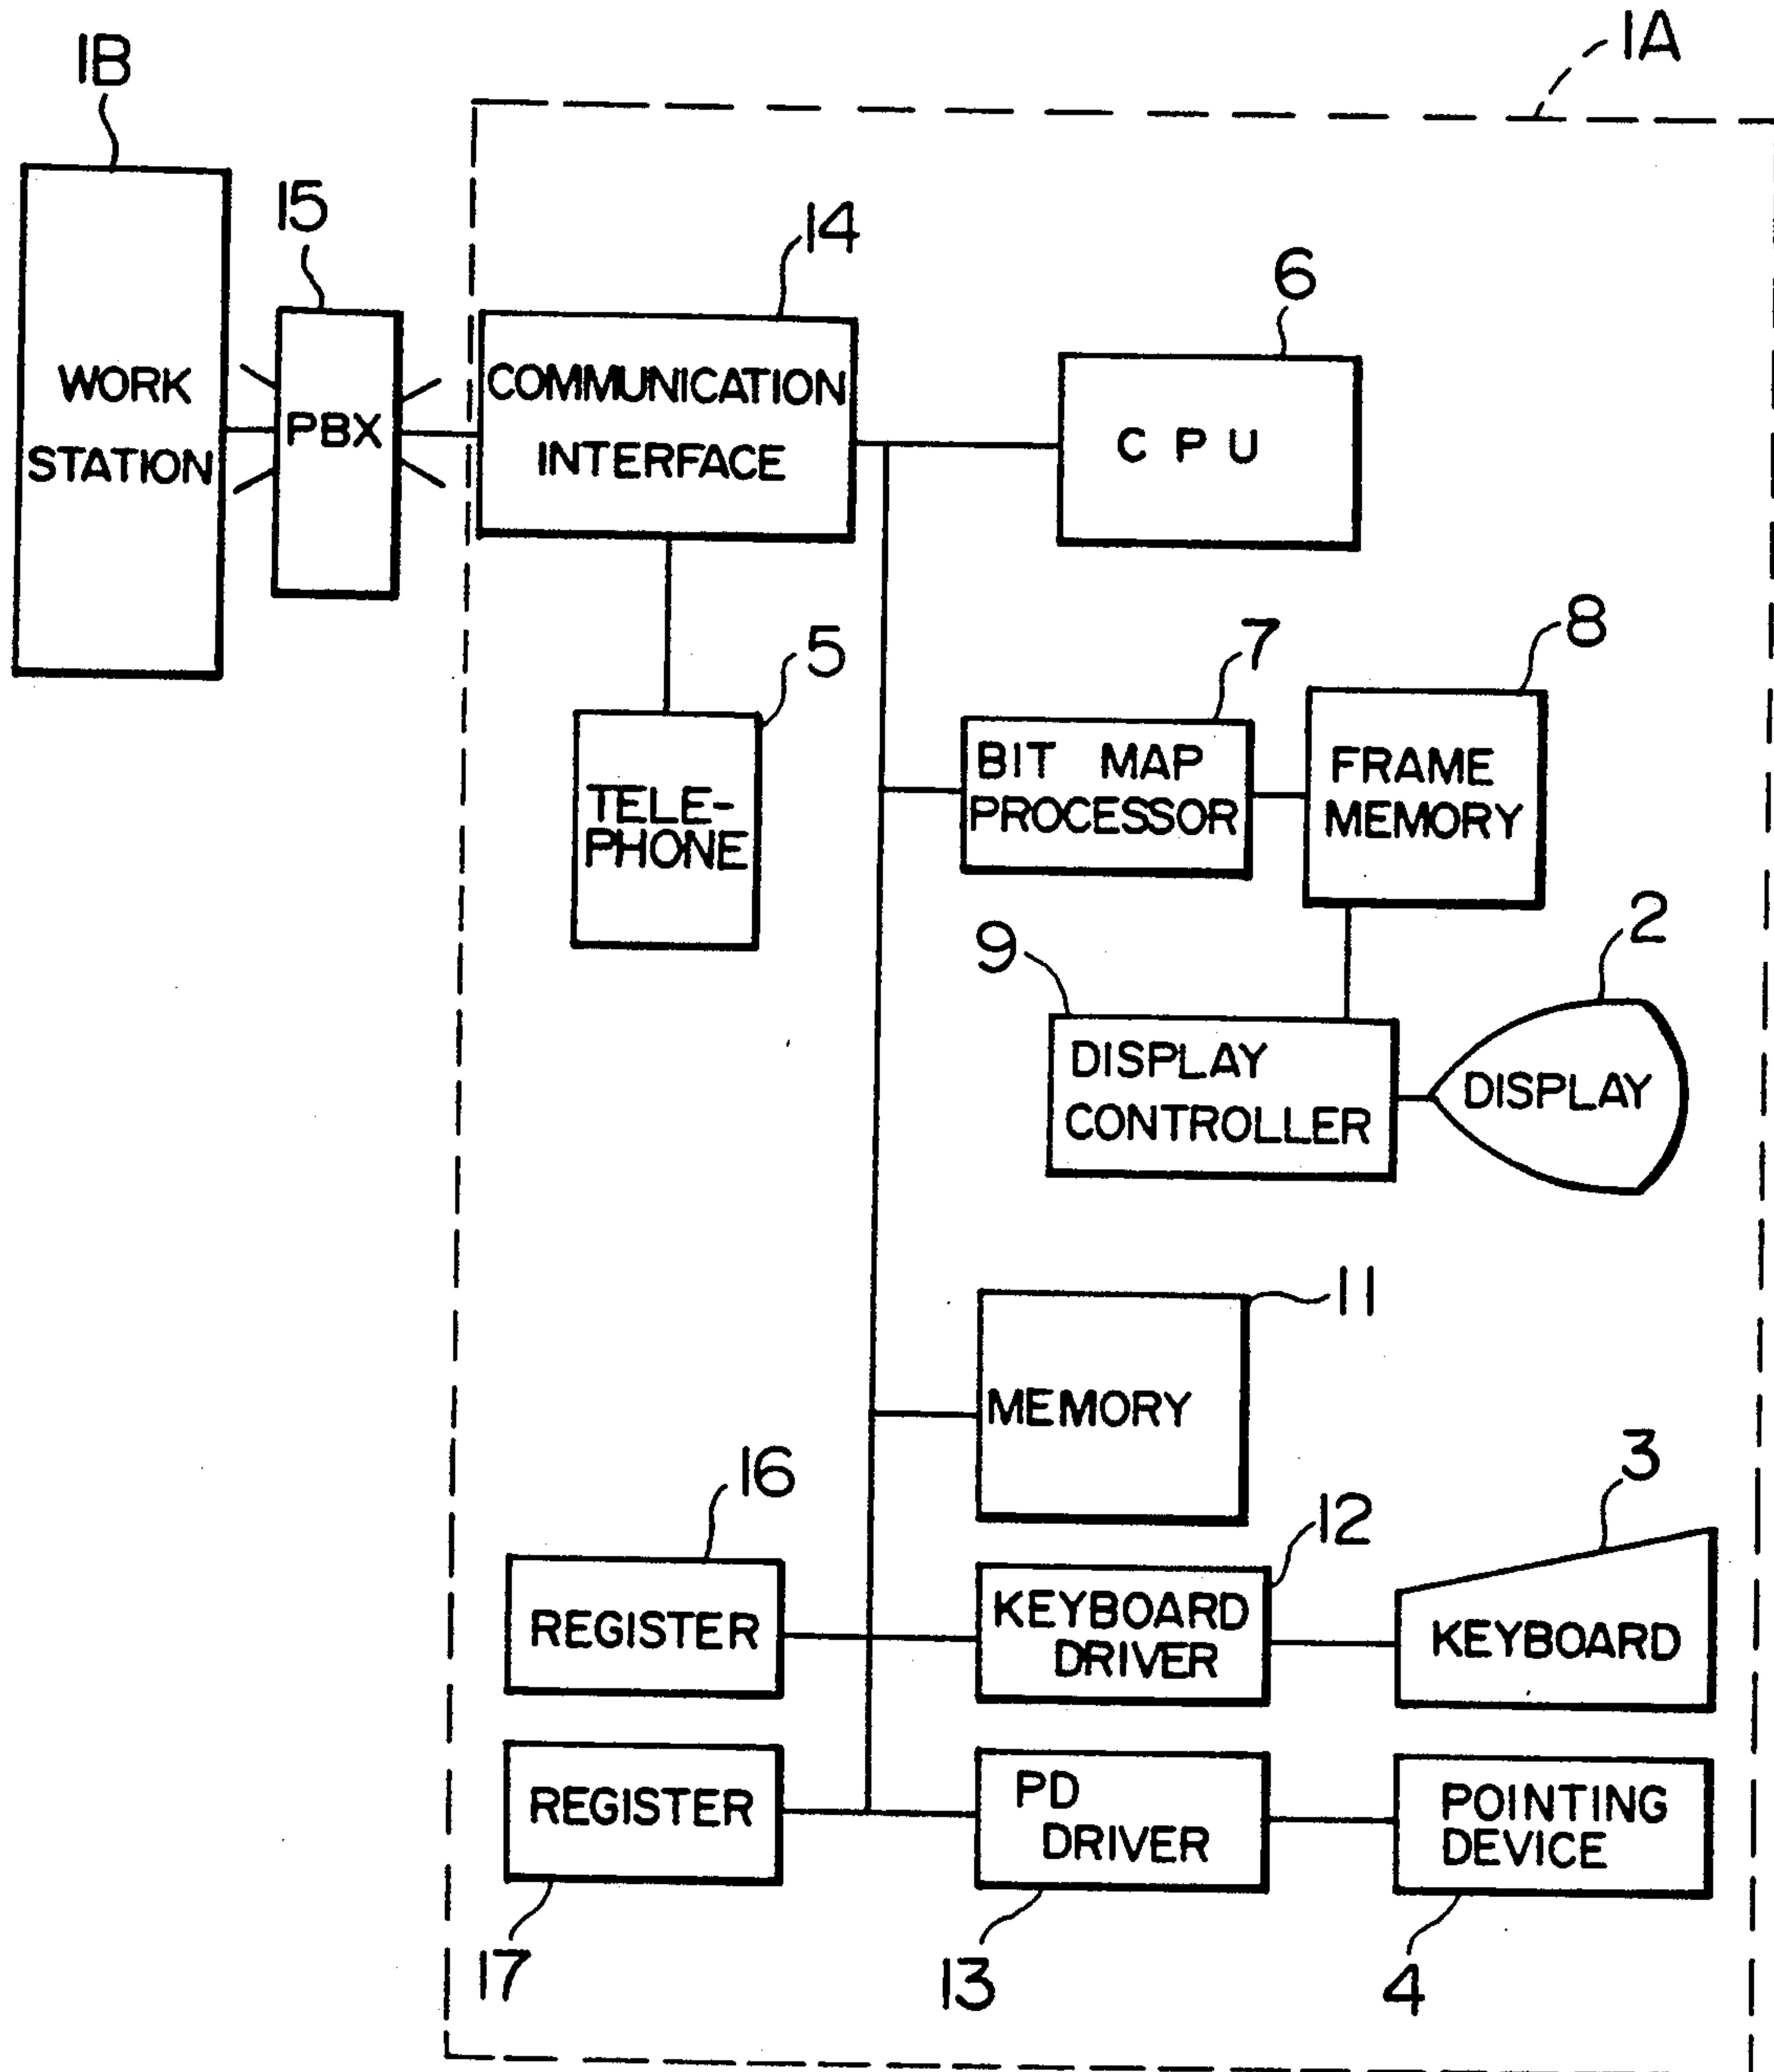 1A
1B
15
14
6
WORK
STATION
PBX
COMMUNICATION
INTERFACE
C P U
5
7
8
TELE-
PHONE
BIT MAP
PROCESSOR
FRAME
MEMORY
9
2
DISPLAY
CONTROLLER
DISPLAY
11
MEMORY
16
12
3
REGISTER
KEYBOARD
DRIVER
KEYBOARD
REGISTER
PD
DRIVER
POINTING
DEVICE
17
13
4